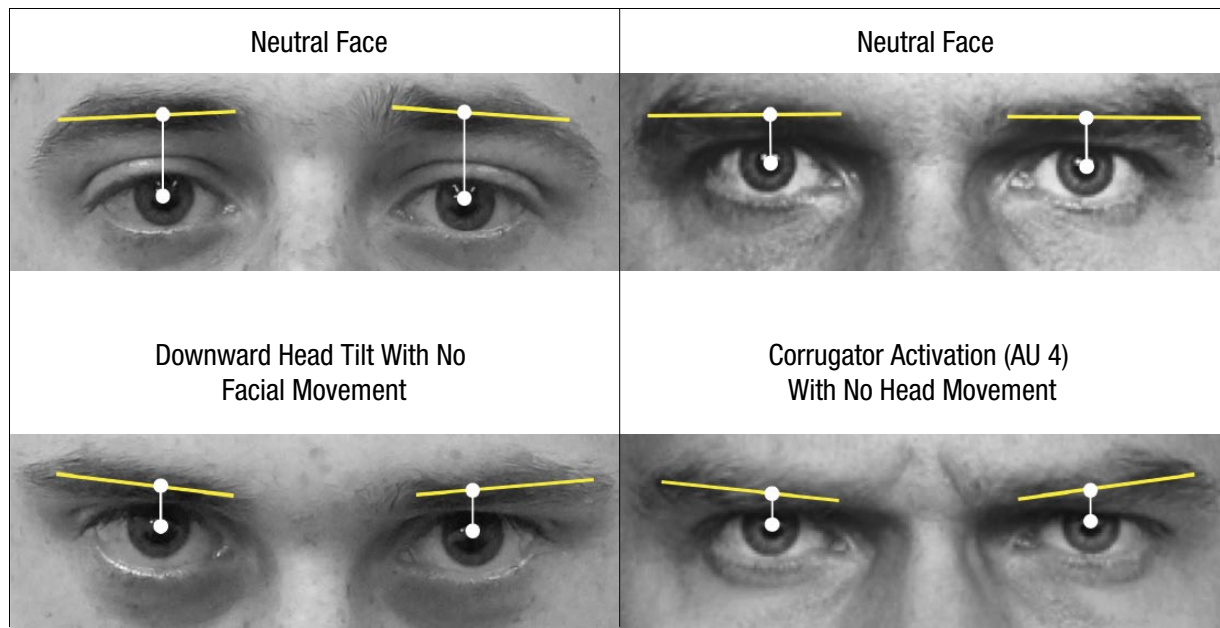 Neutral Face
Neutral Face
Downward Head Tilt With No
Facial Movement
Corrugator Activation (AU 4)
With No Head Movement